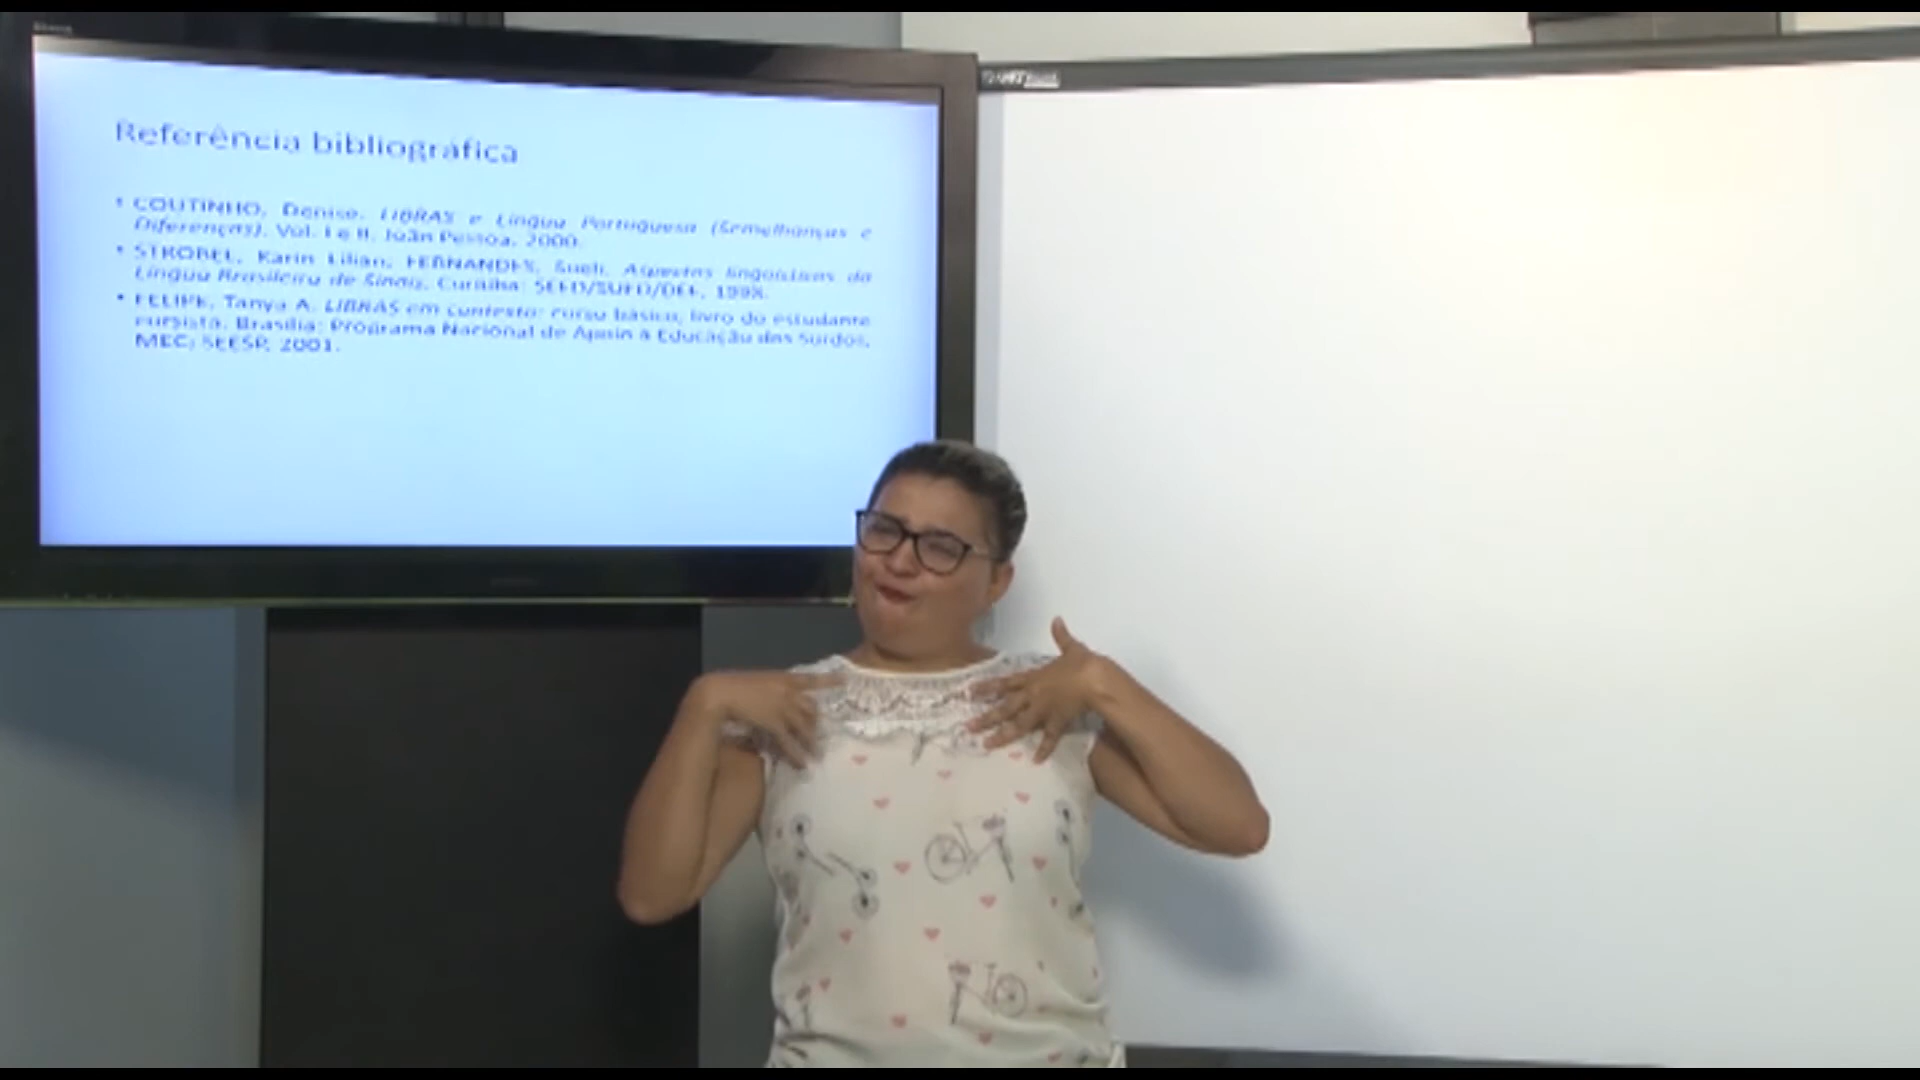 Referência bibliográfica
• COUTINHO, Denise. LIBRAS e Língua Portuguesa (Semelhanças e
Diferenças). Vol. I e II. João Pessoa, 2000.
• STROBEL, Karin Lilian; FERNANDES, Sueli. Aspectos linguísticos da
Língua Brasileira de Sinais. Curitiba: SEED/SUED/DEE, 1998.
• FELIPE, Tanya A. LIBRAS em contexto: curso básico, livro do estudante
cursista. Brasília: Programa Nacional de Apoio à Educação dos Surdos,
MEC; SEESP, 2001.